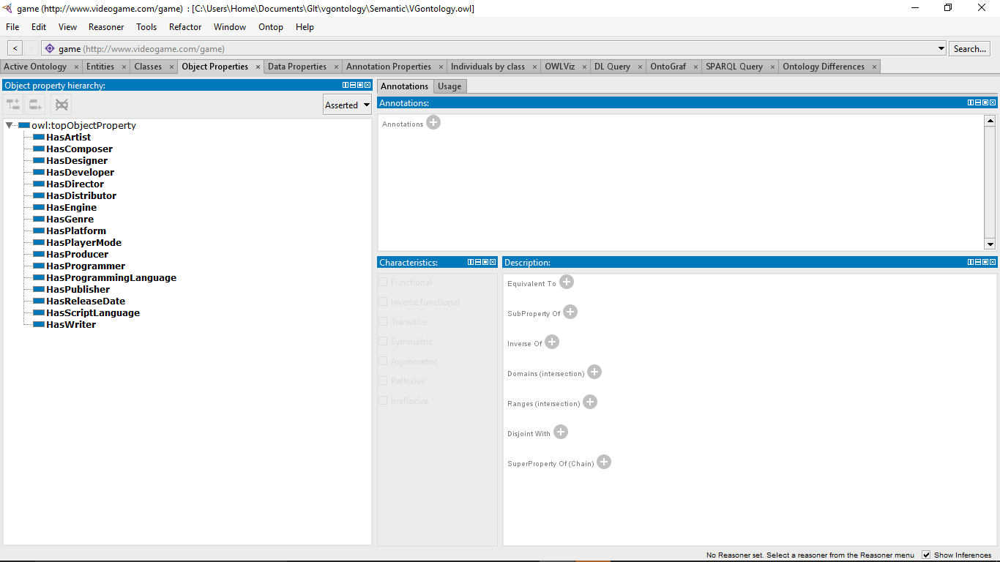 game (http://www.videogame.com/game) : [C:\Users\Home\Documents\GIt\vgontology\Semantic\VGontology.owl]
File Edit View Reasoner Tools Refactor Window Ontop Help
< > game (http://www.videogame.com/game) Search...
Active Ontology × Entities × Classes × Object Properties × Data Properties × Annotation Properties × Individuals by class × OWLViz × DL Query × OntoGraf × SPARQL Query × Ontology Differences ×
Object property hierarchy:
Asserted
owl:topObjectProperty
HasArtist
HasComposer
HasDesigner
HasDeveloper
HasDirector
HasDistributor
HasEngine
HasGenre
HasPlatform
HasPlayerMode
HasProducer
HasProgrammer
HasProgrammingLanguage
HasPublisher
HasReleaseDate
HasScriptLanguage
HasWriter
Annotations Usage
Annotations:
Annotations
Characteristics:
Functional
Inverse functional
Transitive
Symmetric
Asymmetric
Reflexive
Irreflexive
Description:
Equivalent To
SubProperty Of
Inverse Of
Domains (intersection)
Ranges (intersection)
Disjoint With
SuperProperty Of (Chain)
No Reasoner set. Select a reasoner from the Reasoner menu Show Inferences